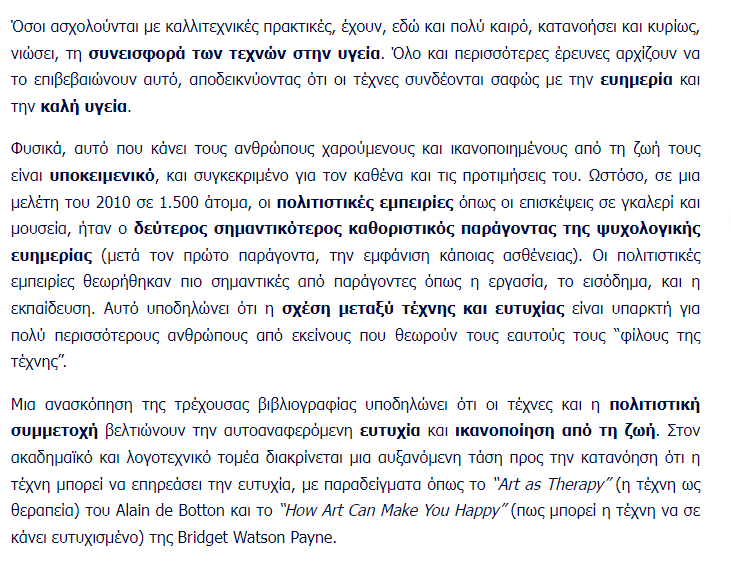 Όσοι ασχολούνται με καλλιτεχνικές πρακτικές, έχουν, εδώ και πολύ καιρό, κατανοήσει και κυρίως,
νιώσει, τη συνεισφορά των τεχνών στην υγεία. Όλο και περισσότερες έρευνες αρχίζουν να
το επιβεβαιώνουν αυτό, αποδεικνύοντας ότι οι τέχνες συνδέονται σαφώς με την ευημερία και
την καλή υγεία.
Φυσικά, αυτό που κάνει τους ανθρώπους χαρούμενους και ικανοποιημένους από τη ζωή τους
είναι υποκειμενικό, και συγκεκριμένο για τον καθένα και τις προτιμήσεις του. Ωστόσο, σε μια
μελέτη του 2010 σε 1.500 άτομα, οι πολιτιστικές εμπειρίες όπως οι επισκέψεις σε γκαλερί και
μουσεία, ήταν ο δεύτερος σημαντικότερος καθοριστικός παράγοντας της ψυχολογικής
ευημερίας (μετά τον πρώτο παράγοντα, την εμφάνιση κάποιας ασθένειας). Οι πολιτιστικές
εμπειρίες θεωρήθηκαν πιο σημαντικές από παράγοντες όπως η εργασία, το εισόδημα, και η
εκπαίδευση. Αυτό υποδηλώνει ότι η σχέση μεταξύ τέχνης και ευτυχίας είναι υπαρκτή για
πολύ περισσότερους ανθρώπους από εκείνους που θεωρούν τους εαυτούς τους “φίλους της
τέχνης”.
Μια ανασκόπηση της τρέχουσας βιβλιογραφίας υποδηλώνει ότι οι τέχνες και η πολιτιστική
συμμετοχή βελτιώνουν την αυτοαναφερόμενη ευτυχία και ικανοποίηση από τη ζωή. Στον
ακαδημαϊκό και λογοτεχνικό τομέα διακρίνεται μια αυξανόμενη τάση προς την κατανόηση ότι η
τέχνη μπορεί να επηρεάσει την ευτυχία, με παραδείγματα όπως το “Art as Therapy” (η τέχνη ως
θεραπεία) του Alain de Botton και το “How Art Can Make You Happy” (πως μπορεί η τέχνη να σε
κάνει ευτυχισμένο) της Bridget Watson Payne.